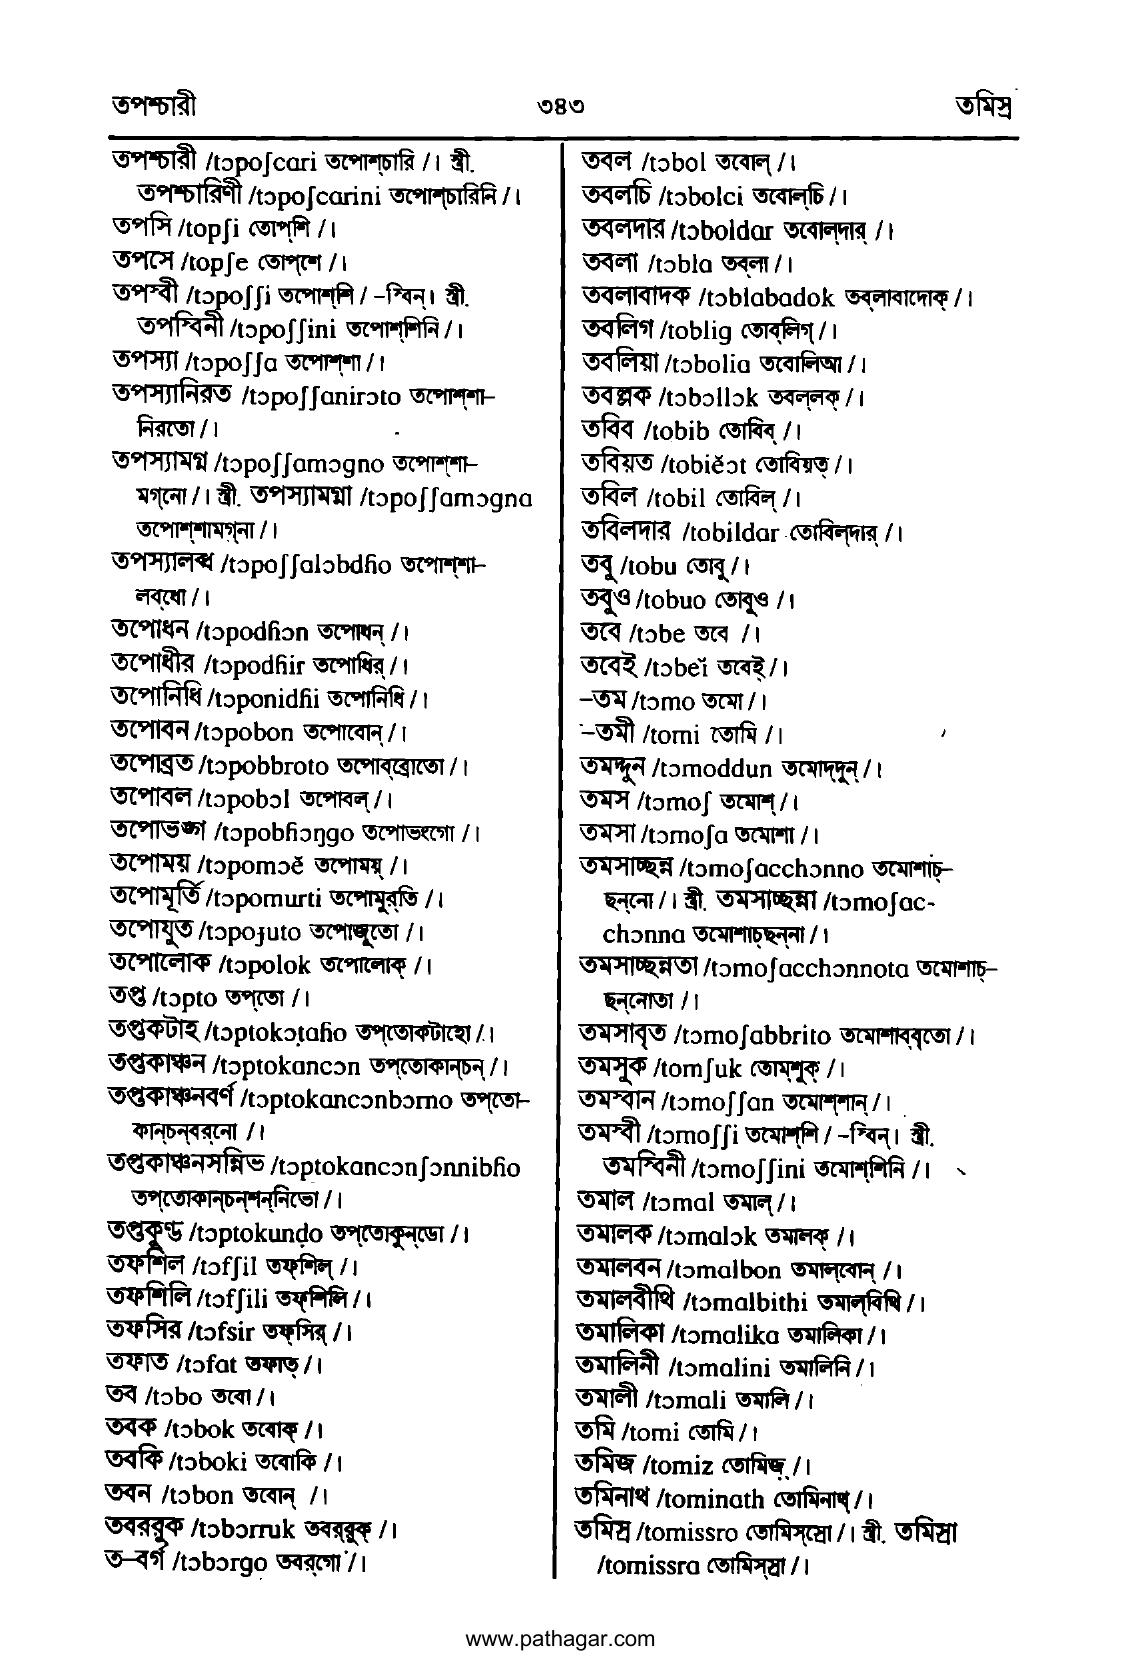 তপশ্চারী ৩৪৩ তমিস্র
তপশ্চারী /tɔpoʃcari তপোশ্‌চারি /। স্ত্রী.
তপশ্চারিণী /tɔpoʃcarini তপোশ্‌চারিনি /।
তপসি /topʃi তোপ্‌শি /।
তপসে /topʃe তোপ্‌শে /।
তপস্বী /tɔpoʃʃi তপোশ্‌শি / –স্বিন্‌। স্ত্রী.
তপস্বিনী /tɔpoʃʃini তপোশ্‌শিনি /।
তপস্যা /tɔpoʃʃa তপোশ্‌শা /।
তপস্যানিরত /tɔpoʃʃanirɔto তপোশ্‌শা–
নিরতো /।
তপস্যামগ্ন /tɔpoʃʃamɔgno তপোশ্‌শা–
মগ্‌নো /। স্ত্রী. তপস্যামগ্না /tɔpoʃʃamɔgna
তপোশ্‌শামগ্‌না /।
তপস্যালব্ধ /tɔpoʃʃalɔbdɦo তপোশ্‌শা–
লব্‌ধো /।
তপোধন /tɔpodɦɔn তপোধন্‌ /।
তপোধীর /tɔpodɦir তপোধির্‌ /।
তপোনিধি /tɔponidɦi তপোনিধি /।
তপোবন /tɔpobon তপোবোন্‌ /।
তপোব্রত /tɔpobbroto তপোব্‌ব্রোতো /।
তপোবল /tɔpobɔl তপোবল্‌ /।
তপোভঙ্গ /tɔpobɦɔŋgo তপোভংগো /।
তপোময় /tɔpomɔĕ তপোময়্‌ /।
তপোমূর্তি /tɔpomurti তপোমুর্‌তি /।
তপোযুত /tɔpoɟuto তপোজুতো /।
তপোলোক /tɔpolok তপোলোক্‌ /।
তপ্ত /tɔpto তপ্‌তো /।
তপ্তকটাহ /tɔptokɔṭaɦo তপ্‌তোকটাহো /।
তপ্তকাঞ্চন /tɔptokancɔn তপ্‌তোকান্‌চন্‌ /।
তপ্তকাঞ্চনবর্ণ /tɔptokancɔnbɔrno তপ্‌তো–
কান্‌চন্‌বর্‌নো /।
তপ্তকাঞ্চনসন্নিভ /tɔptokancɔnʃɔnnibɦo
তপ্‌তোকান্‌চন্‌শন্‌নিভো /।
তপ্তকুণ্ড /tɔptokunḍo তপ্‌তোকুন্‌ডো /।
তফশিল /tɔfʃil তফ্‌শিল্‌ /।
তফশিলি /tɔfʃili তফ্‌শিলি /।
তফসির /tɔfsir তফ্‌সির্‌ /।
তফাত /tɔfat তফাত্‌ /।
তব /tɔbo তবো /।
তবক /tɔbok তবোক্‌ /।
তবকি /tɔboki তবোকি /।
তবন /tɔbon তবোন্‌ /।
তবররুক /tɔbɔrruk তবর্‌রুক্‌ /।
ত–বর্গ /tɔbɔrgo তবর্‌গো /।
তবল /tɔbol তবোল্‌ /।
তবলচি /tɔbolci তবোল্‌চি /।
তবলদার /tɔboldar তবোল্‌দার্‌ /।
তবলা /tɔbla তব্‌লা /।
তবলাবাদক /tɔblabadok তব্‌লাবাদোক্‌ /।
তবলিগ /toblig তোব্‌লিগ্‌ /।
তবলিয়া /tɔbolia তবোলিআ /।
তবল্লক /tɔbɔllɔk তবল্‌লক্‌ /।
তবিব /tobib তোবিব্‌ /।
তবিয়ত /tobiĕɔt তোবিয়ত্‌ /।
তবিল /tobil তোবিল্‌ /।
তবিলদার /tobildar তোবিল্‌দার্‌ /।
তবু /tobu তোবু /।
তবুও /tobuo তোবুও /।
তবে /tɔbe তবে /।
তবেই /tɔbeĭ তবেই্‌ /।
–তম /tɔmo তমো /।
–তমী /tomi তোমি /।
তমদ্দুন /tɔmoddun তমোদ্‌দুন্‌ /।
তমস /tɔmoʃ তমোশ্‌ /।
তমসা /tɔmoʃa তমোশা /।
তমসাচ্ছন্ন /tɔmoʃacchɔnno তমোশাচ্‌–
ছন্‌নো /। স্ত্রী. তমসাচ্ছন্না /tɔmoʃac-
chɔnna তমোশাচ্‌ছন্‌না /।
তমসাচ্ছন্নতা /tɔmoʃacchɔnnota তমোশাচ্‌–
ছন্‌নোতা /।
তমসাবৃত /tɔmoʃabbrito তমোশাব্‌বৃতো /।
তমসুক /tomʃuk তোম্‌শুক্‌ /।
তমস্বান /tɔmoʃʃan তমোশ্‌শান্‌ /।
তমস্বী /tɔmoʃʃi তমোশ্‌শি / –স্বিন্‌। স্ত্রী.
তমস্বিনী /tɔmoʃʃini তমোশ্‌শিনি /।
তমাল /tɔmal তমাল্‌ /।
তমালক /tɔmalɔk তমালক্‌ /।
তমালবন /tɔmalbon তমাল্‌বোন্‌ /।
তমালবীথি /tɔmalbithi তমাল্‌বিথি /।
তমালিকা /tɔmalika তমালিকা /।
তমালিনী /tɔmalini তমালিনি /।
তমালী /tɔmali তমালি /।
তমি /tomi তোমি /।
তমিজ /tomiz তোমিজ়্‌ /।
তমিনাথ /tominath তোমিনাথ্‌ /।
তমিস্র /tomissro তোমিস্‌স্রো /। স্ত্রী. তমিস্রা
/tomissra তোমিস্‌স্রা /।
www.pathagar.com